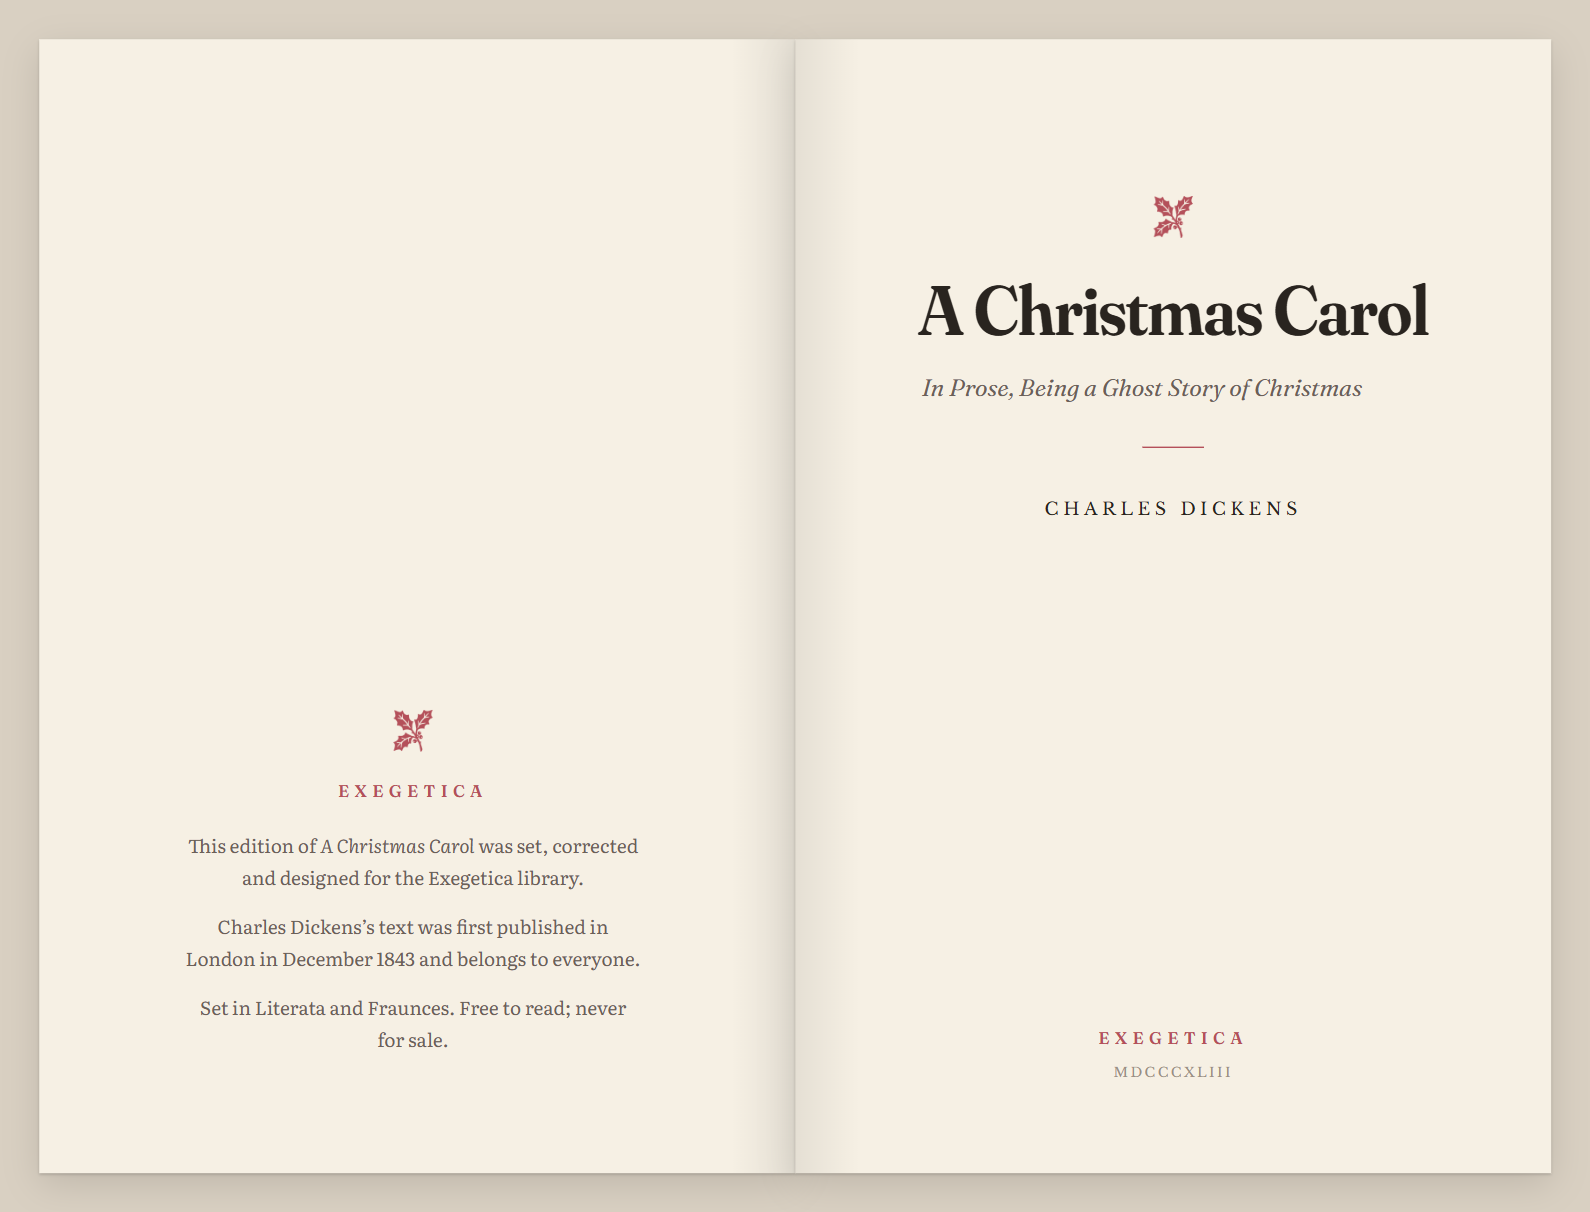 EXEGETICA
This edition of A Christmas Carol was set, corrected
and designed for the Exegetica library.
Charles Dickens’s text was first published in
London in December 1843 and belongs to everyone.
Set in Literata and Fraunces. Free to read; never
for sale.
A Christmas Carol
In Prose, Being a Ghost Story of Christmas
CHARLES DICKENS
EXEGETICA
MDCCCXLIII